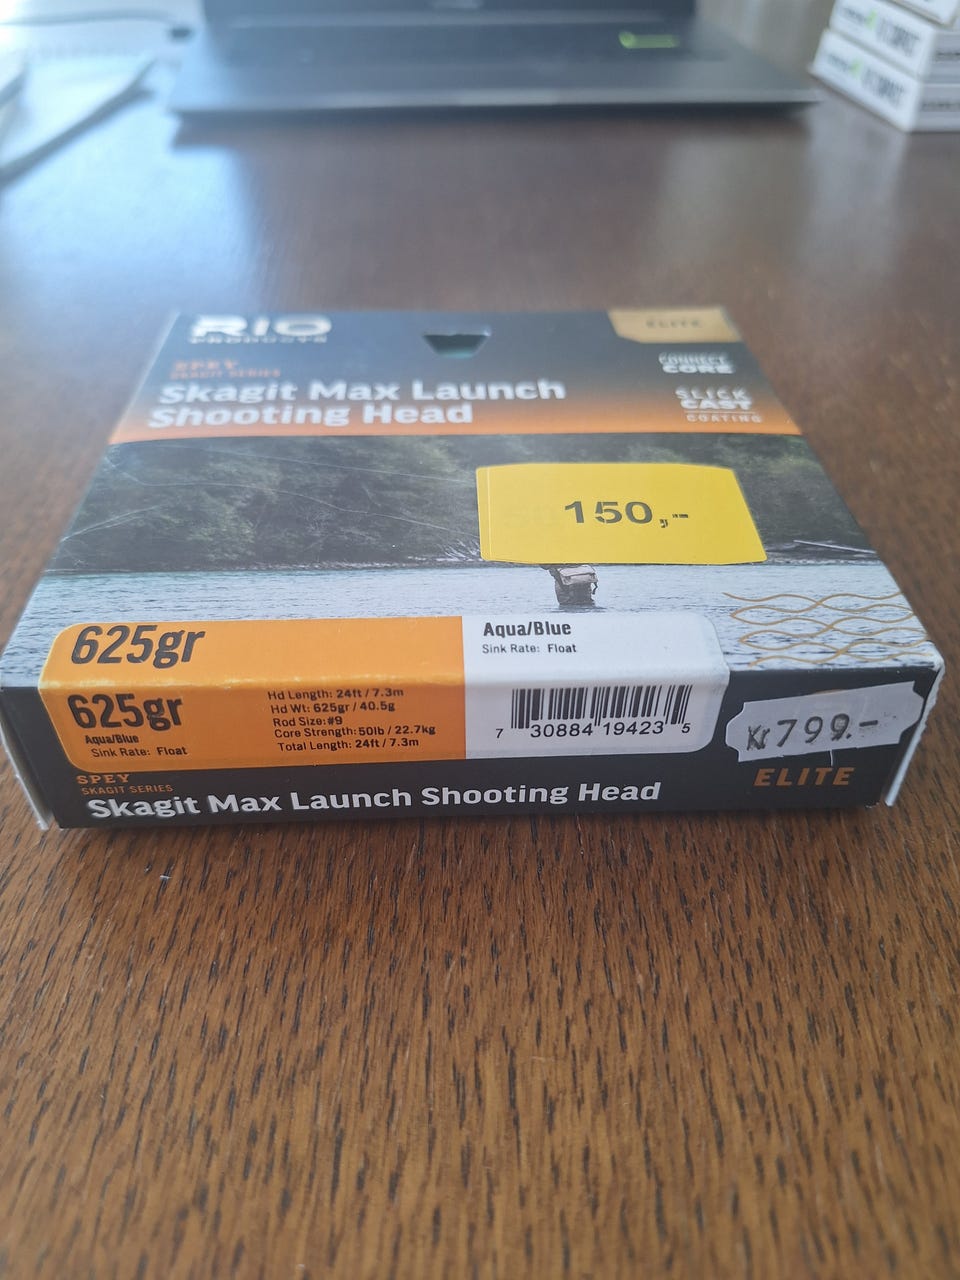 RIO
PRODUCTS
ELITE
SPEY
SKAGIT SERIES
Skagit Max Launch
Shooting Head
CONNECT
CORE
SLICK
CAST
COATING
150,-
625gr
Aqua/Blue
Sink Rate: Float
625gr
Aqua/Blue
Sink Rate: Float
Hd Length: 24ft / 7.3m
Hd Wt: 625gr / 40.5g
Rod Size: #9
Core Strength: 50lb / 22.7kg
Total Length: 24ft / 7.3m
7 30884 19423 5
Kr 799.-
SPEY
SKAGIT SERIES
Skagit Max Launch Shooting Head
ELITE